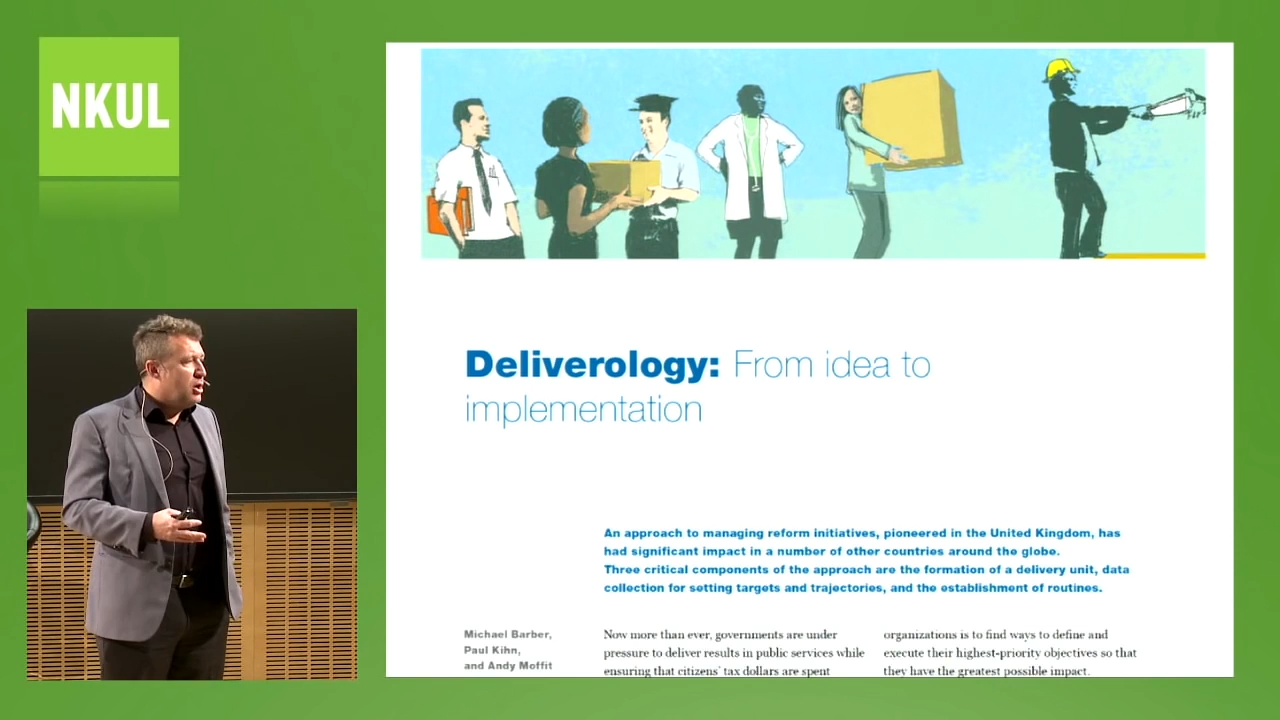 NKUL
Deliverology: From idea to
implementation
An approach to managing reform initiatives, pioneered in the United Kingdom, has
had significant impact in a number of other countries around the globe.
Three critical components of the approach are the formation of a delivery unit, data
collection for setting targets and trajectories, and the establishment of routines.
Michael Barber,
Paul Kihn,
and Andy Moffit
Now more than ever, governments are under
pressure to deliver results in public services while
ensuring that citizens' tax dollars are spent
organizations is to find ways to define and
execute their highest-priority objectives so that
they have the greatest possible impact.